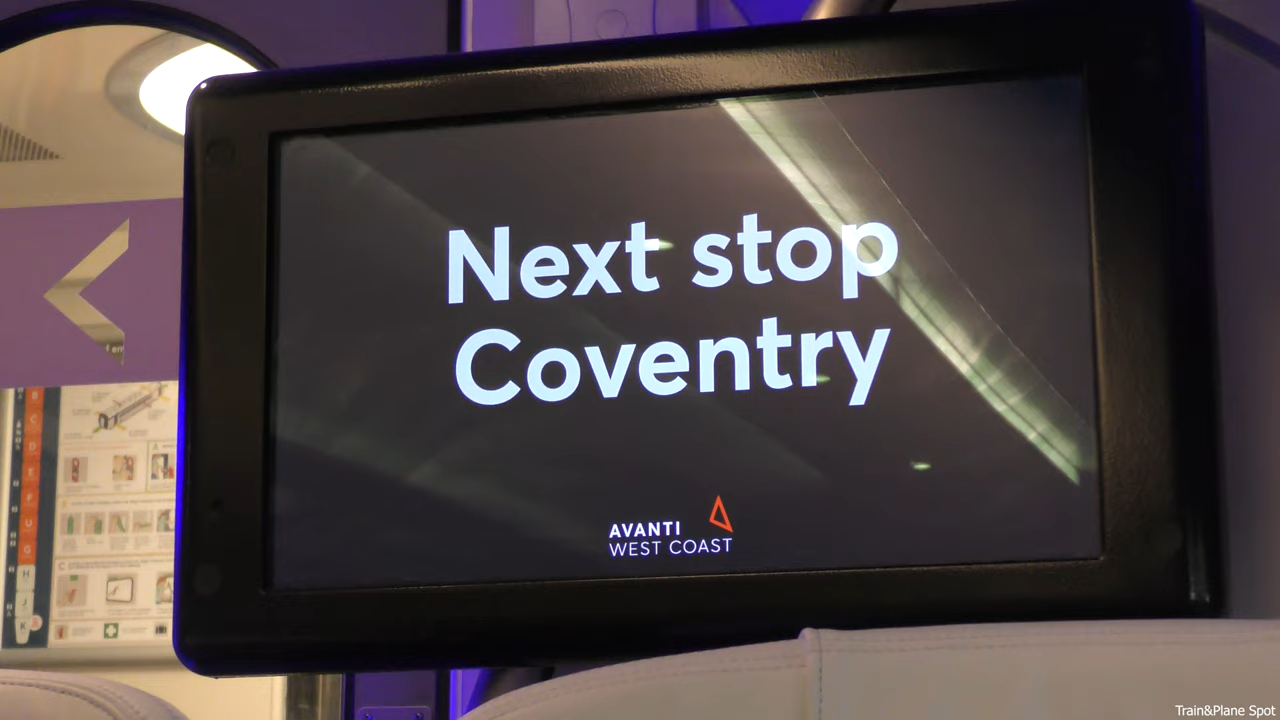 Next stop
Coventry
AVANTI
WEST COAST
B
C
D
E
F
G
H
J
K
A
C
Train&Plane Spot